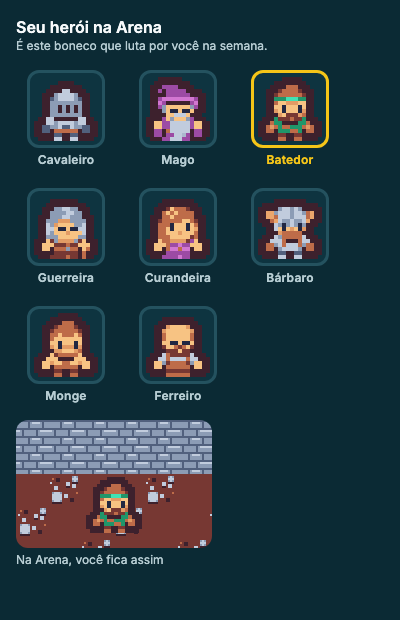 Seu herói na Arena
É este boneco que luta por você na semana.
Cavaleiro
Mago
Batedor
Guerreira
Curandeira
Bárbaro
Monge
Ferreiro
Na Arena, você fica assim